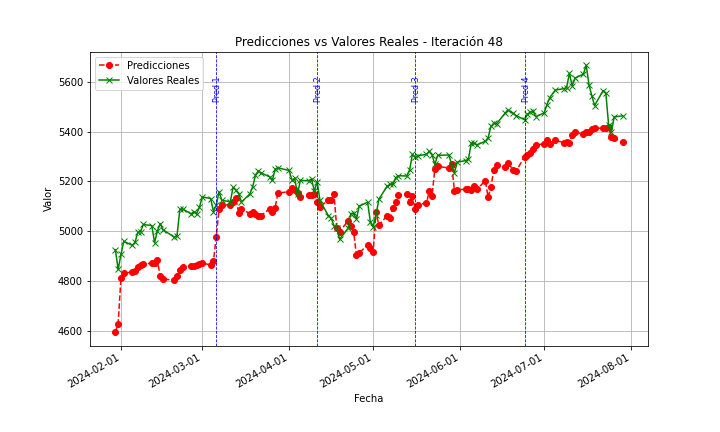 Predicciones vs Valores Reales - Iteración 48
Predicciones
Valores Reales
Pred 1
Pred 2
Pred 3
Pred 4
Valor
5600
5400
5200
5000
4800
4600
2024-02-01
2024-03-01
2024-04-01
2024-05-01
2024-06-01
2024-07-01
2024-08-01
Fecha